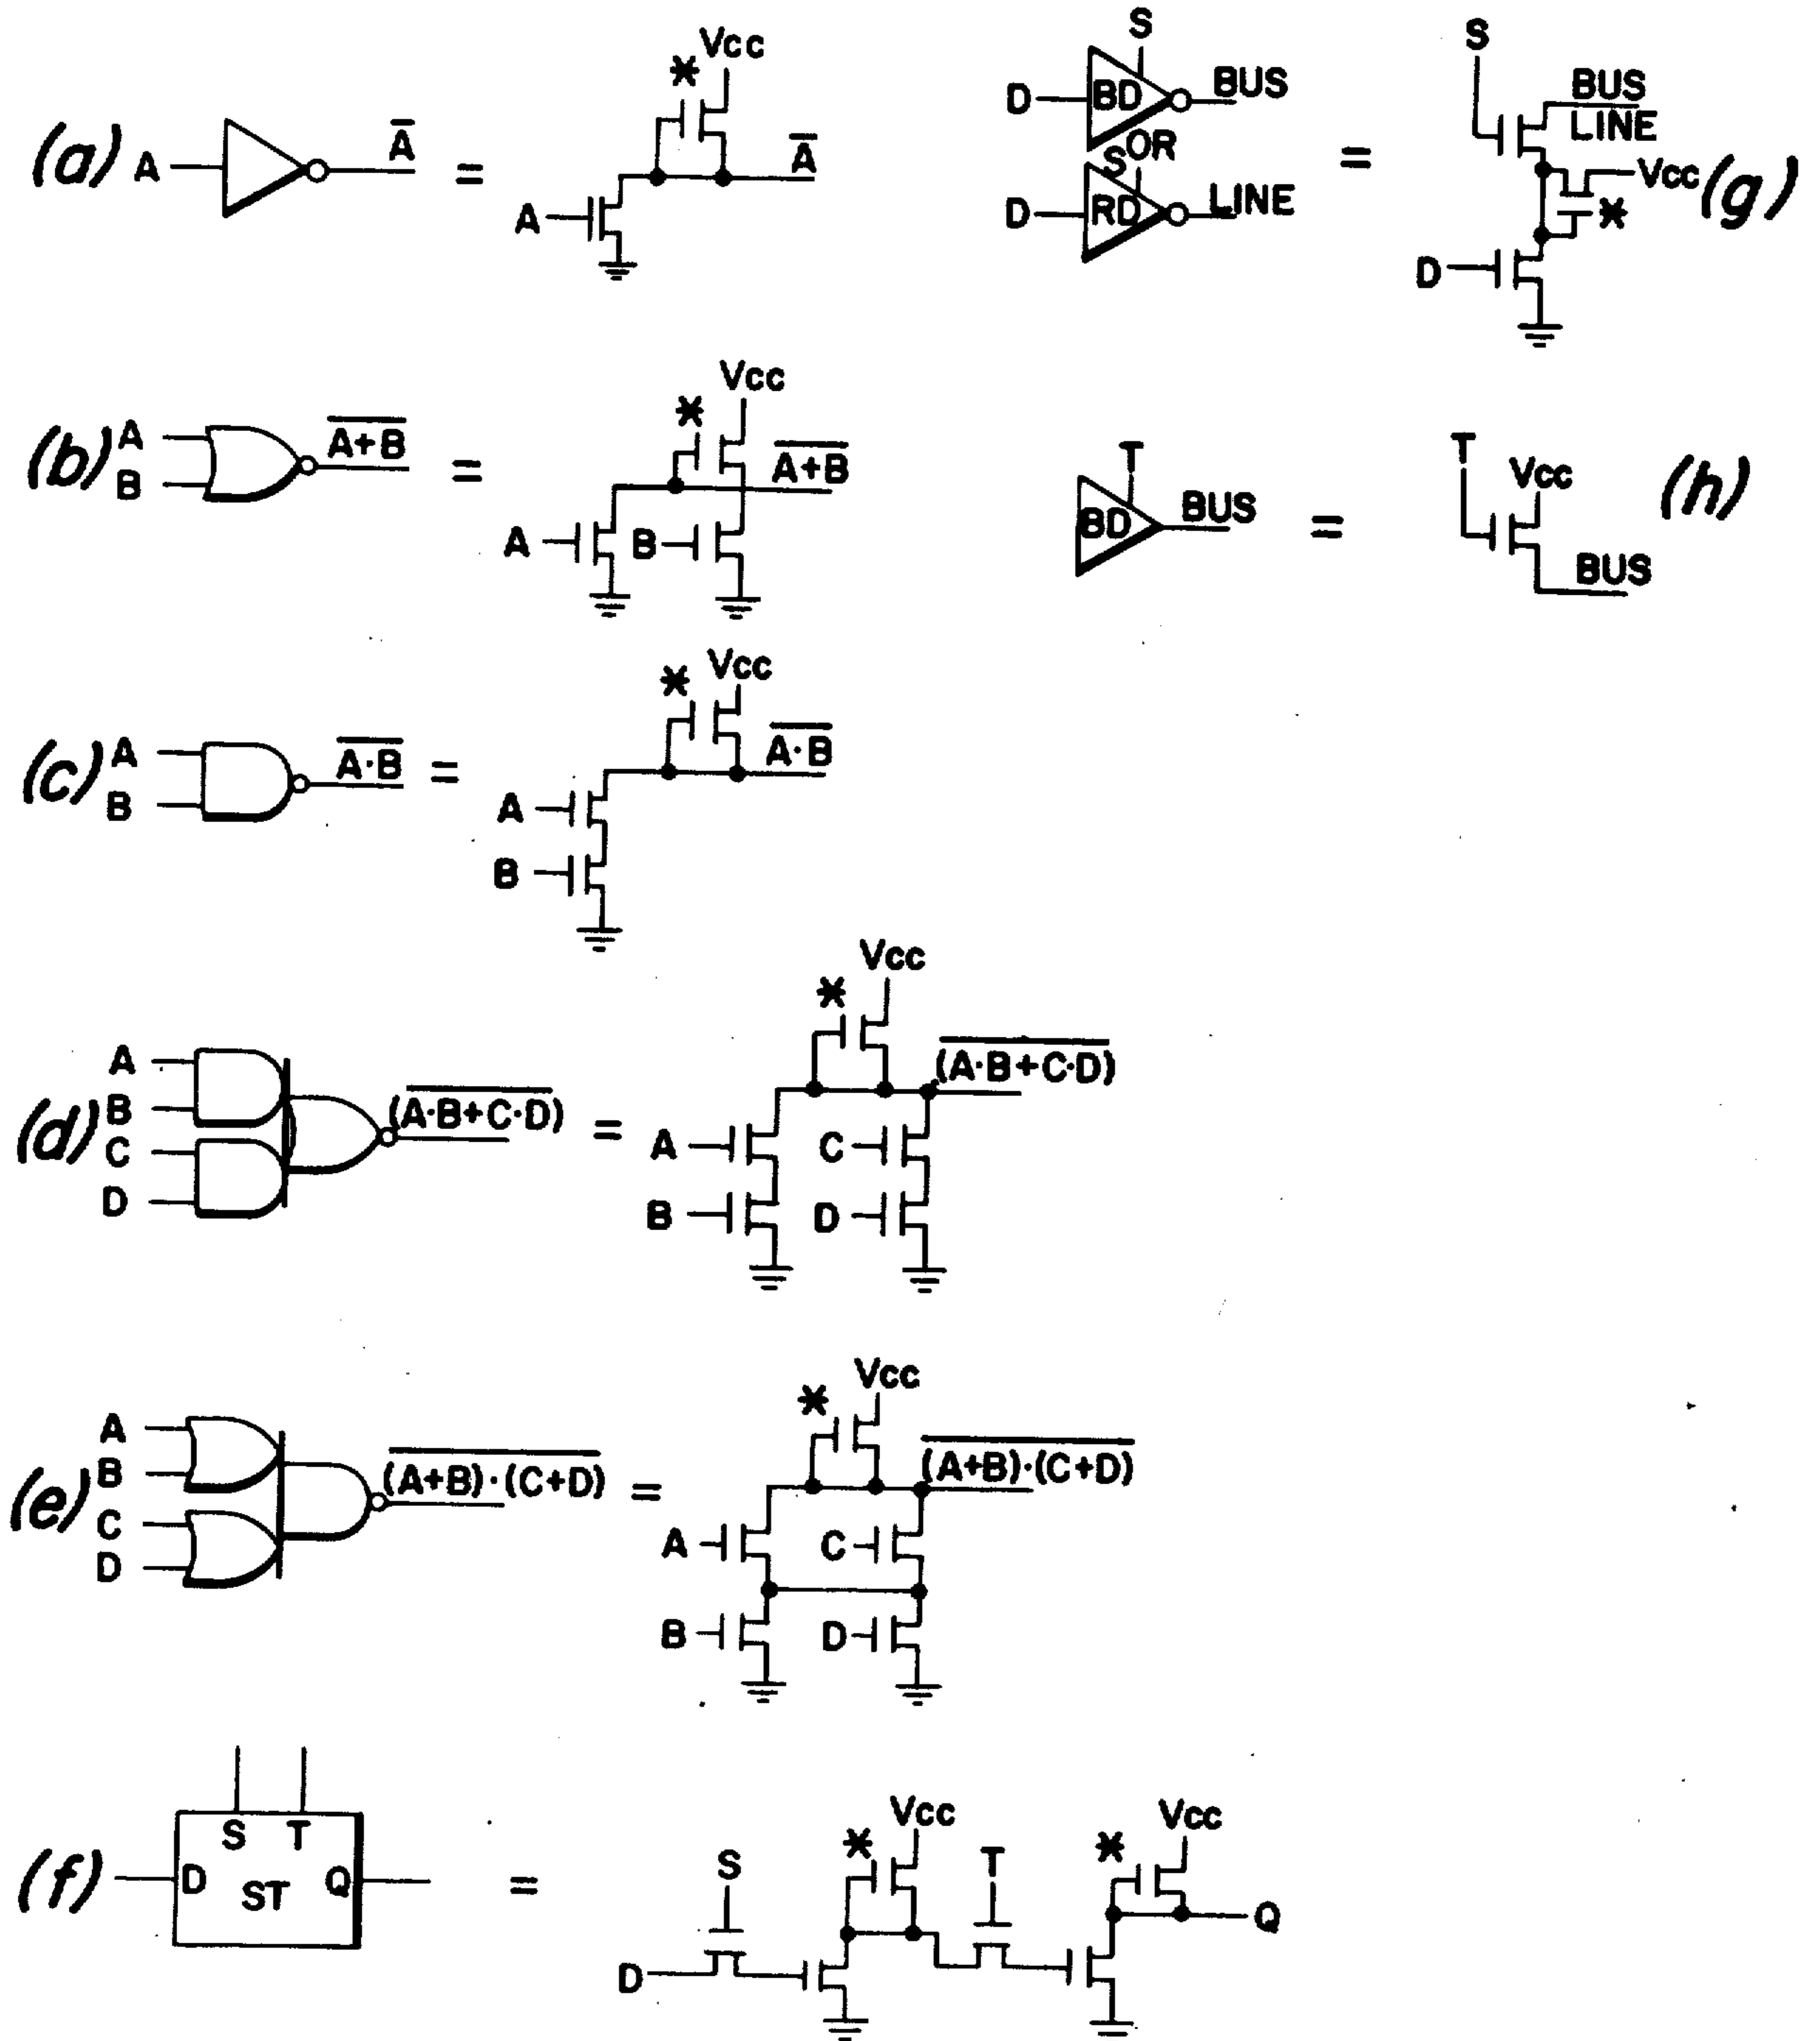 (a) A A̅ = * Vcc A A̅
D BD S BUS
OR
D RD S LINE
= S BUS LINE Vcc * D (g)
(b) A B A̅+̅B̅ = * Vcc A B A̅+̅B̅
T BD BUS = T Vcc BUS (h)
(c) A B A̅·̅B̅ = * Vcc A B A̅·̅B̅
(d) A B C D (̅A̅·̅B̅+̅C̅·̅D̅)̅ = * Vcc A B C D (̅A̅·̅B̅+̅C̅·̅D̅)̅
(e) A B C D (̅A̅+̅B̅)̅·̅(̅C̅+̅D̅)̅ = * Vcc A B C D (̅A̅+̅B̅)̅·̅(̅C̅+̅D̅)̅
(f) D S T ST Q = D S * Vcc T * Vcc Q